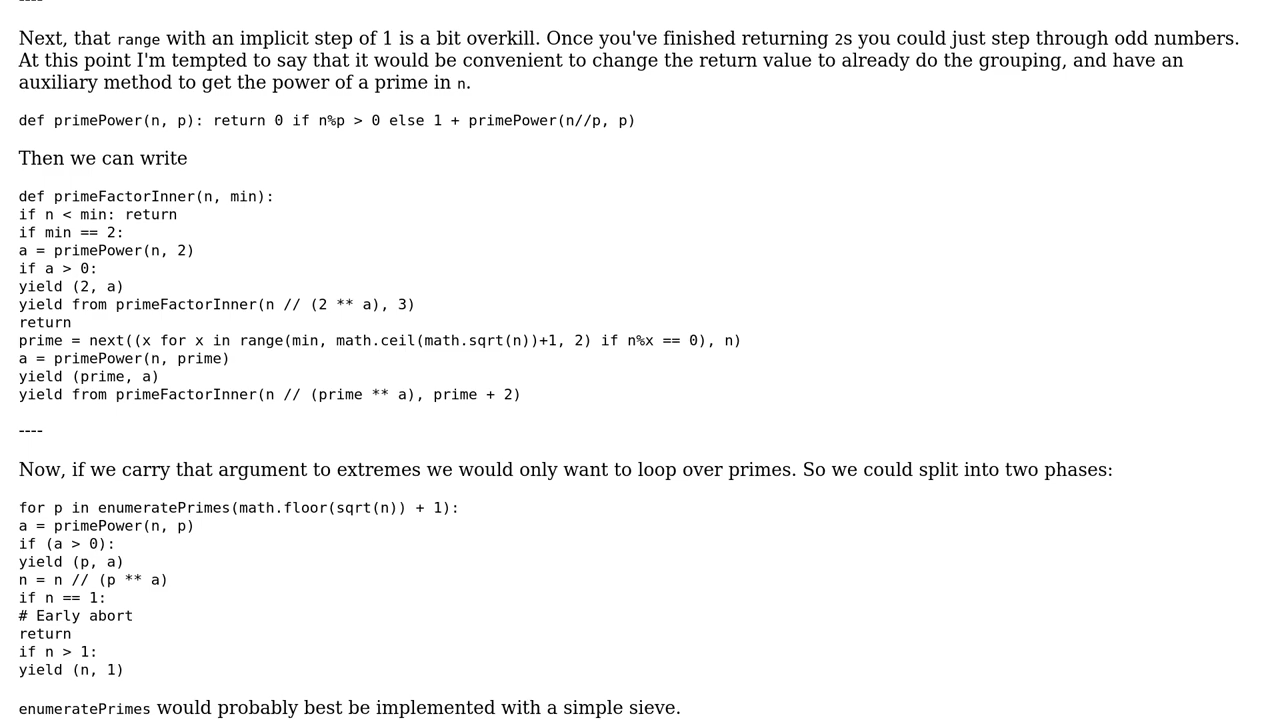 ----
Next, that range with an implicit step of 1 is a bit overkill. Once you've finished returning 2s you could just step through odd numbers.
At this point I'm tempted to say that it would be convenient to change the return value to already do the grouping, and have an
auxiliary method to get the power of a prime in n.
def primePower(n, p): return 0 if n%p > 0 else 1 + primePower(n//p, p)
Then we can write
def primeFactorInner(n, min):
if n < min: return
if min == 2:
a = primePower(n, 2)
if a > 0:
yield (2, a)
yield from primeFactorInner(n // (2 ** a), 3)
return
prime = next((x for x in range(min, math.ceil(math.sqrt(n))+1, 2) if n%x == 0), n)
a = primePower(n, prime)
yield (prime, a)
yield from primeFactorInner(n // (prime ** a), prime + 2)
----
Now, if we carry that argument to extremes we would only want to loop over primes. So we could split into two phases:
for p in enumeratePrimes(math.floor(sqrt(n)) + 1):
a = primePower(n, p)
if (a > 0):
yield (p, a)
n = n // (p ** a)
if n == 1:
# Early abort
return
if n > 1:
yield (n, 1)
enumeratePrimes would probably best be implemented with a simple sieve.